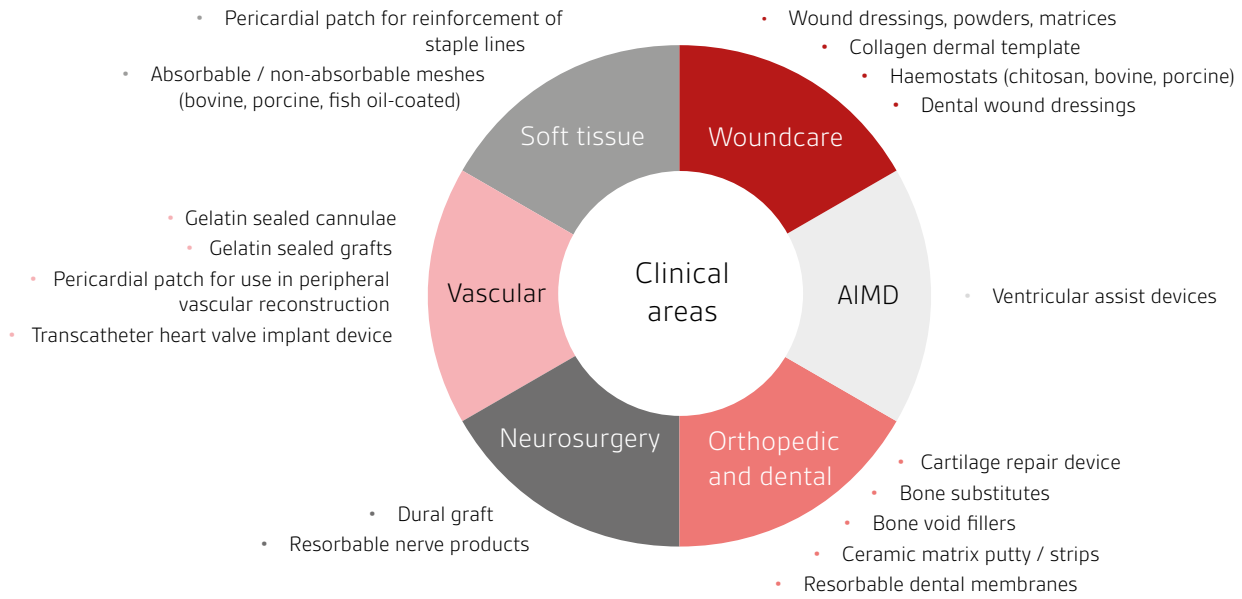 • Pericardial patch for reinforcement of
staple lines
• Absorbable / non-absorbable meshes
(bovine, porcine, fish oil-coated)
• Wound dressings, powders, matrices
• Collagen dermal template
• Haemostats (chitosan, bovine, porcine)
• Dental wound dressings
Soft tissue
Woundcare
• Gelatin sealed cannulae
• Gelatin sealed grafts
• Pericardial patch for use in peripheral
vascular reconstruction
• Transcatheter heart valve implant device
Vascular
Clinical
areas
AIMD
• Ventricular assist devices
Neurosurgery
Orthopedic
and dental
• Dural graft
• Resorbable nerve products
• Cartilage repair device
• Bone substitutes
• Bone void fillers
• Ceramic matrix putty / strips
• Resorbable dental membranes